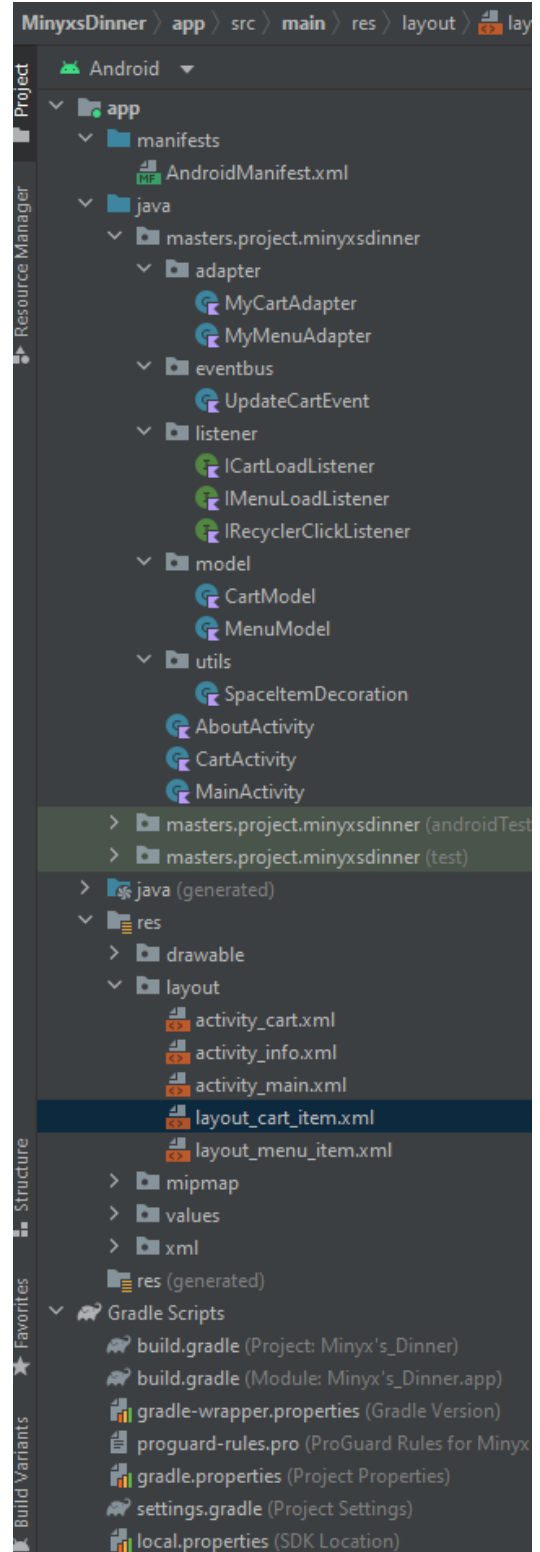 MinyxsDinner 〉 app 〉 src 〉 main 〉 res 〉 layout 〉 lay
Android
app
manifests
MF AndroidManifest.xml
java
masters.project.minyxsdinner
adapter
MyCartAdapter
MyMenuAdapter
eventbus
UpdateCartEvent
listener
ICartLoadListener
IMenuLoadListener
IRecyclerClickListener
model
CartModel
MenuModel
utils
SpaceItemDecoration
AboutActivity
CartActivity
MainActivity
masters.project.minyxsdinner (androidTest
masters.project.minyxsdinner (test)
java (generated)
res
drawable
layout
activity_cart.xml
activity_info.xml
activity_main.xml
layout_cart_item.xml
layout_menu_item.xml
mipmap
values
xml
res (generated)
Gradle Scripts
build.gradle (Project: Minyx's_Dinner)
build.gradle (Module: Minyx's_Dinner.app)
gradle-wrapper.properties (Gradle Version)
proguard-rules.pro (ProGuard Rules for Minyx
gradle.properties (Project Properties)
settings.gradle (Project Settings)
local.properties (SDK Location)
Project
Resource Manager
Structure
Favorites
Build Variants